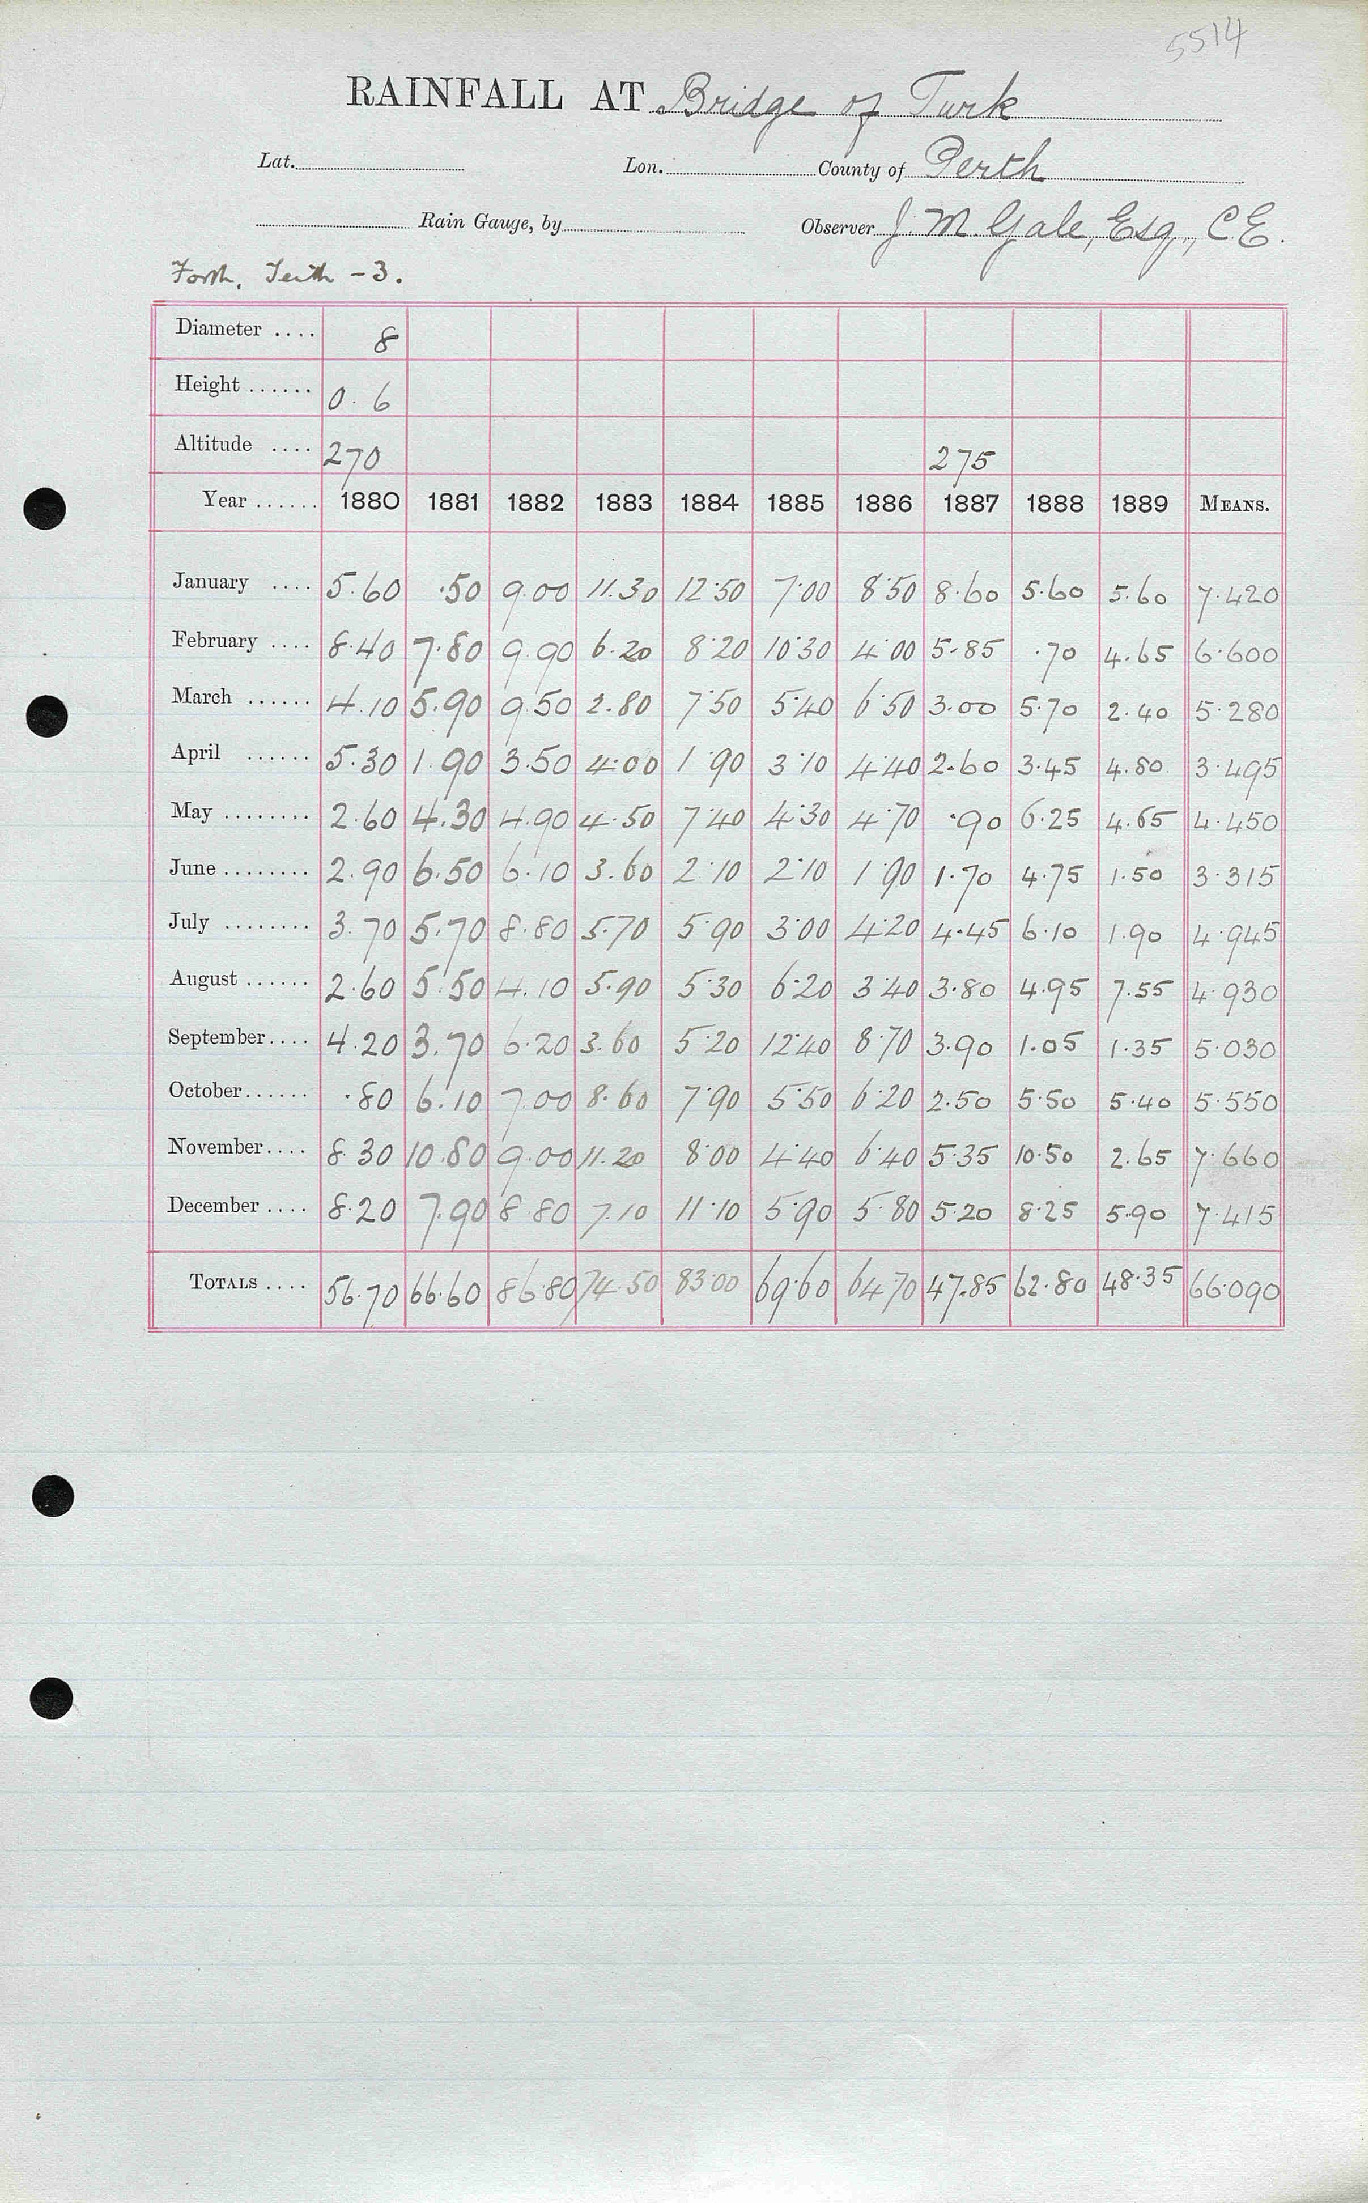 5514
RAINFALL AT Bridge of Turk
Lat. Lon. County of Perth
Rain Gauge, by Observer J. M. Gale, Esq., C.E.
Forth, Teith - 3.
Diameter .... 8
Height ...... 0.6
Altitude .... 270 275
Year ...... 1880 1881 1882 1883 1884 1885 1886 1887 1888 1889 MEANS.
January .... 5.60 .50 9.00 11.30 12.50 7.00 8.50 8.60 5.60 5.60 7.420
February .... 8.40 7.80 9.90 6.20 8.20 10.30 4.00 5.85 .70 4.65 6.600
March ...... 4.10 5.90 9.50 2.80 7.50 5.40 6.50 3.00 5.70 2.40 5.280
April ...... 5.30 1.90 3.50 4.00 1.90 3.10 4.40 2.60 3.45 4.80 3.495
May ........ 2.60 4.30 4.90 4.50 7.40 4.30 4.70 .90 6.25 4.65 4.450
June ........ 2.90 6.50 6.10 3.60 2.10 2.10 1.90 1.70 4.75 1.50 3.315
July ........ 3.70 5.70 8.80 5.70 5.90 3.00 4.20 4.45 6.10 1.90 4.945
August ...... 2.60 5.50 4.10 5.90 5.30 6.20 3.40 3.80 4.95 7.55 4.930
September.... 4.20 3.70 6.20 3.60 5.20 12.40 8.70 3.90 1.05 1.35 5.030
October...... .80 6.10 7.00 8.60 7.90 5.50 6.20 2.50 5.50 5.40 5.550
November.... 8.30 10.80 9.00 11.20 8.00 4.40 6.40 5.35 10.50 2.65 7.660
December .... 8.20 7.90 8.80 7.10 11.10 5.90 5.80 5.20 8.25 5.90 7.415
TOTALS .... 56.70 66.60 86.80 74.50 83.00 69.60 64.70 47.85 62.80 48.35 66.090